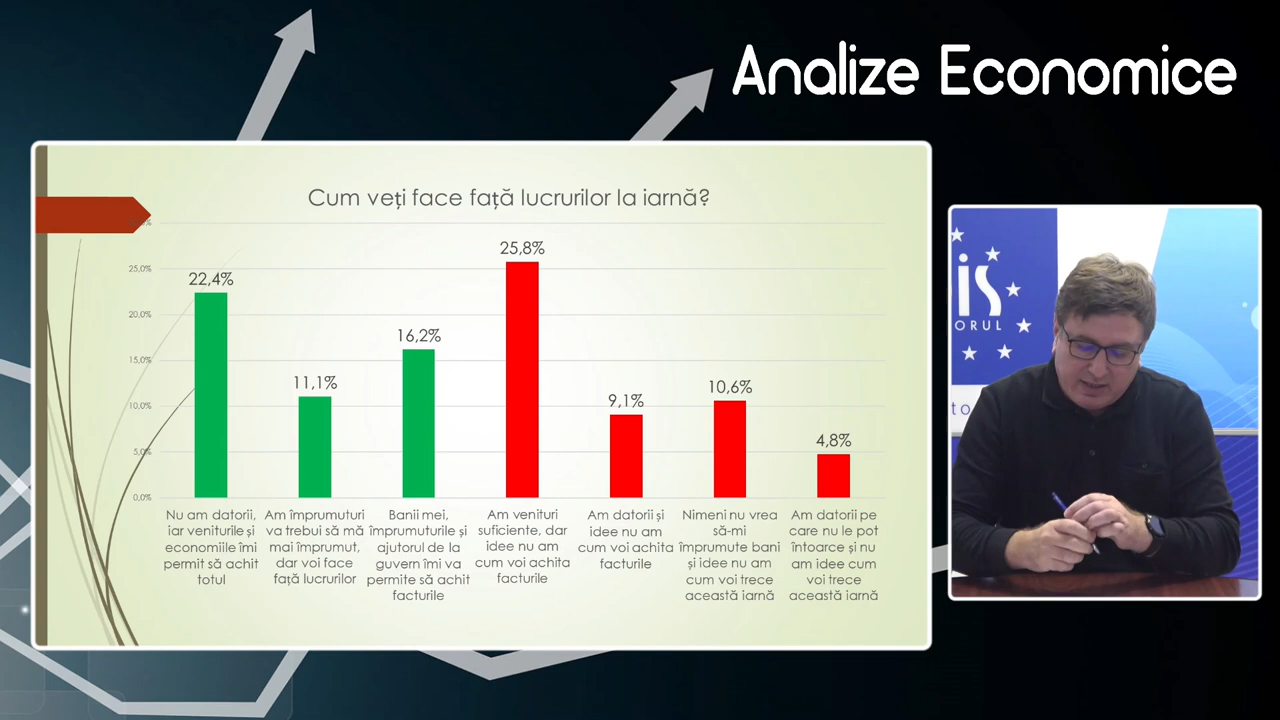 Analize Economice
Cum veți face față lucrurilor la iarnă?
25,0%
20,0%
15,0%
10,0%
5,0%
0,0%
22,4%
11,1%
16,2%
25,8%
9,1%
10,6%
4,8%
Nu am datorii,
iar veniturile și
economiile îmi
permit să achit
totul
Am împrumuturi
va trebui să mă
mai împrumut,
dar voi face
față lucrurilor
Banii mei,
împrumuturile și
ajutorul de la
guvern îmi va
permite să achit
facturile
Am venituri
suficiente, dar
idee nu am
cum voi achita
facturile
Am datorii și
idee nu am
cum voi achita
facturile
Nimeni nu vrea
să-mi
împrumute bani
și idee nu am
cum voi trece
această iarnă
Am datorii pe
care nu le pot
întoarce și nu
am idee cum
voi trece
această iarnă
is
ORUL